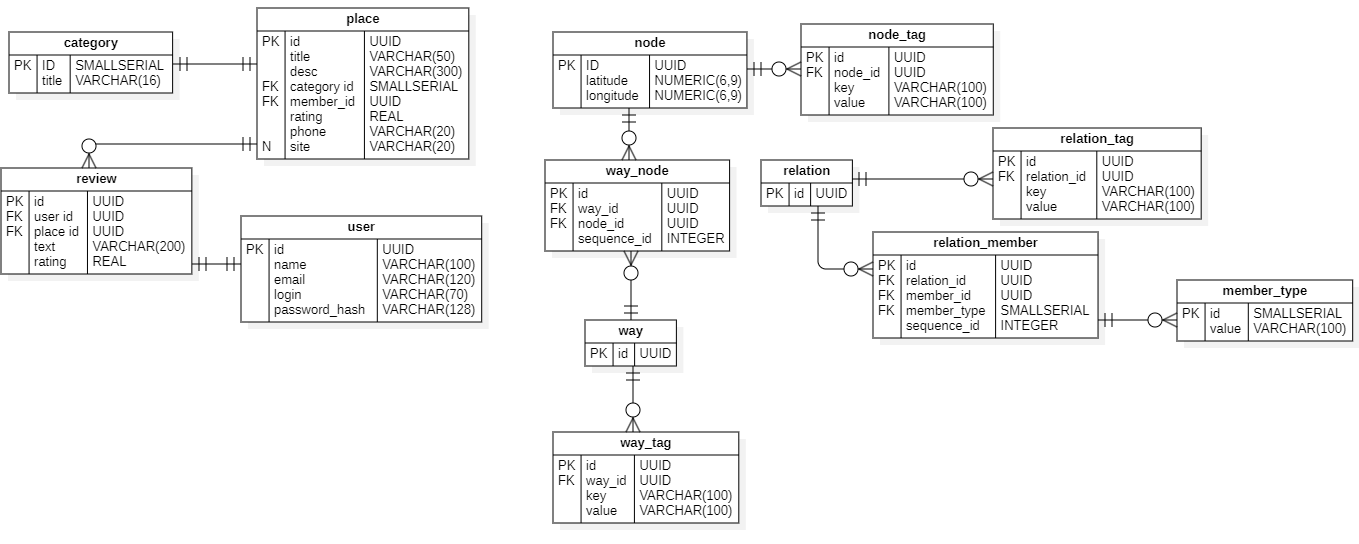 category
PK ID SMALLSERIAL
title VARCHAR(16)
place
PK id UUID
title VARCHAR(50)
desc VARCHAR(300)
FK category id SMALLSERIAL
FK member_id UUID
rating REAL
phone VARCHAR(20)
N site VARCHAR(20)
review
PK id UUID
FK user id UUID
FK place id UUID
text VARCHAR(200)
rating REAL
user
PK id UUID
name VARCHAR(100)
email VARCHAR(120)
login VARCHAR(70)
password_hash VARCHAR(128)
node
PK ID UUID
latitude NUMERIC(6,9)
longitude NUMERIC(6,9)
node_tag
PK id UUID
FK node_id UUID
key VARCHAR(100)
value VARCHAR(100)
way_node
PK id UUID
FK way_id UUID
FK node_id UUID
sequence_id INTEGER
way
PK id UUID
way_tag
PK id UUID
FK way_id UUID
key VARCHAR(100)
value VARCHAR(100)
relation
PK id UUID
relation_tag
PK id UUID
FK relation_id UUID
key VARCHAR(100)
value VARCHAR(100)
relation_member
PK id UUID
FK relation_id UUID
FK member_id UUID
FK member_type SMALLSERIAL
sequence_id INTEGER
member_type
PK id SMALLSERIAL
value VARCHAR(100)